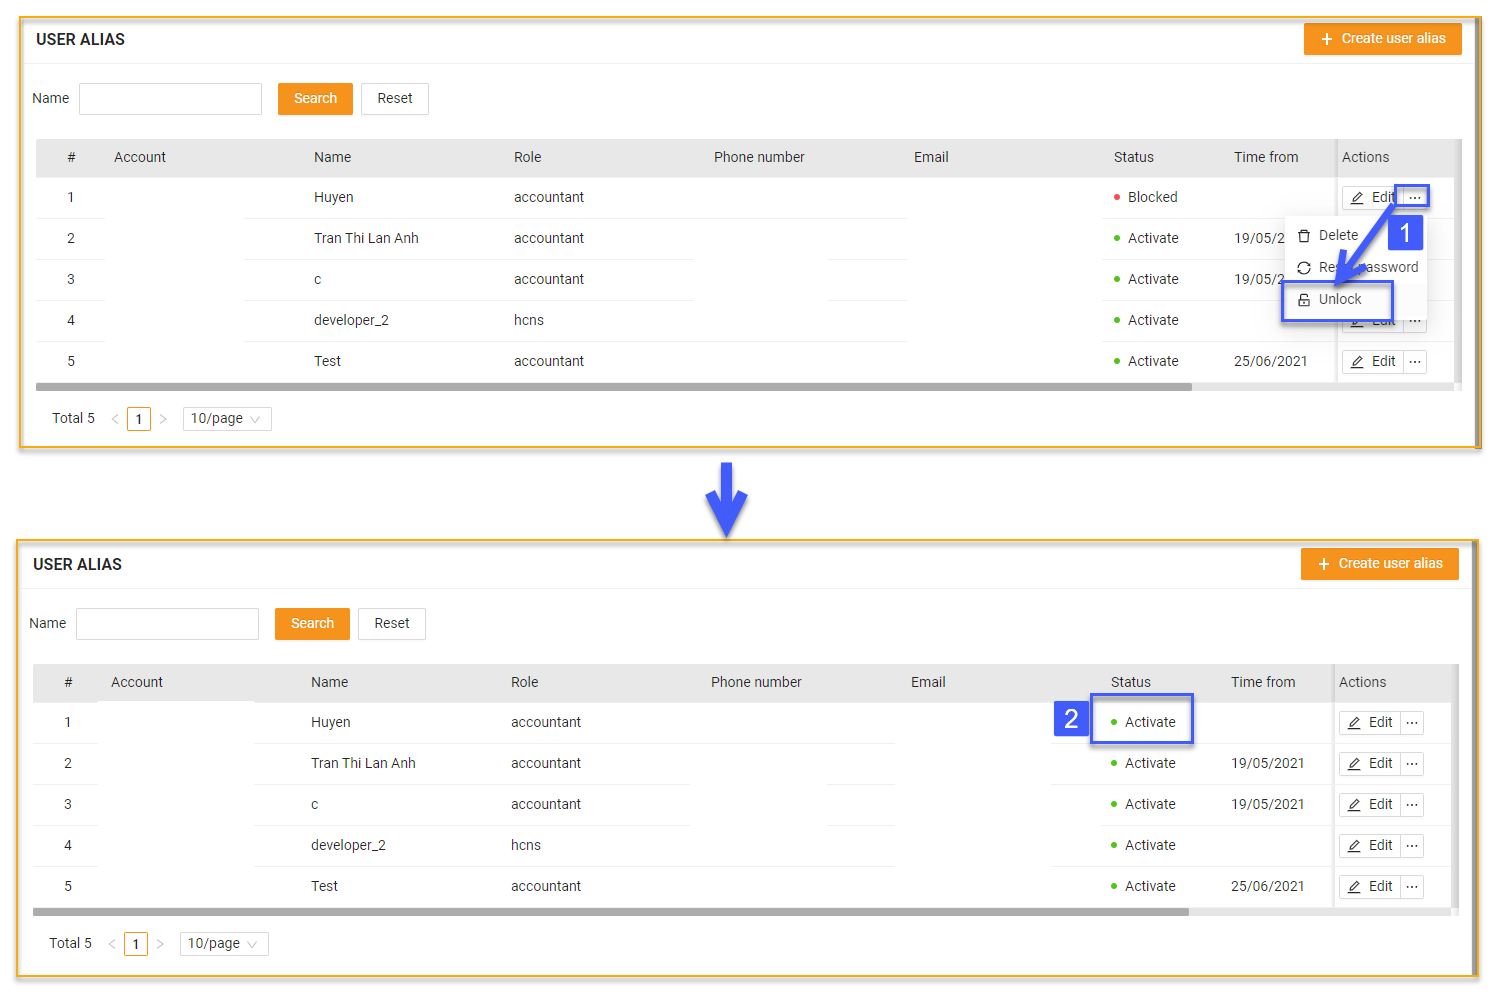 USER ALIAS
+ Create user alias
Name
Search
Reset
# Account Name Role Phone number Email Status Time from Actions
1 Huyen accountant Blocked Edit ...
Delete
1
2 Tran Thi Lan Anh accountant Activate 19/05/2
password
3 c accountant Activate 19/05/2
Unlock
4 developer_2 hcns Activate Edit ...
5 Test accountant Activate 25/06/2021 Edit ...
Total 5 < 1 > 10/page
USER ALIAS
+ Create user alias
Name
Search
Reset
# Account Name Role Phone number Email Status Time from Actions
1 Huyen accountant 2 Activate Edit ...
2 Tran Thi Lan Anh accountant Activate 19/05/2021 Edit ...
3 c accountant Activate 19/05/2021 Edit ...
4 developer_2 hcns Activate Edit ...
5 Test accountant Activate 25/06/2021 Edit ...
Total 5 < 1 > 10/page